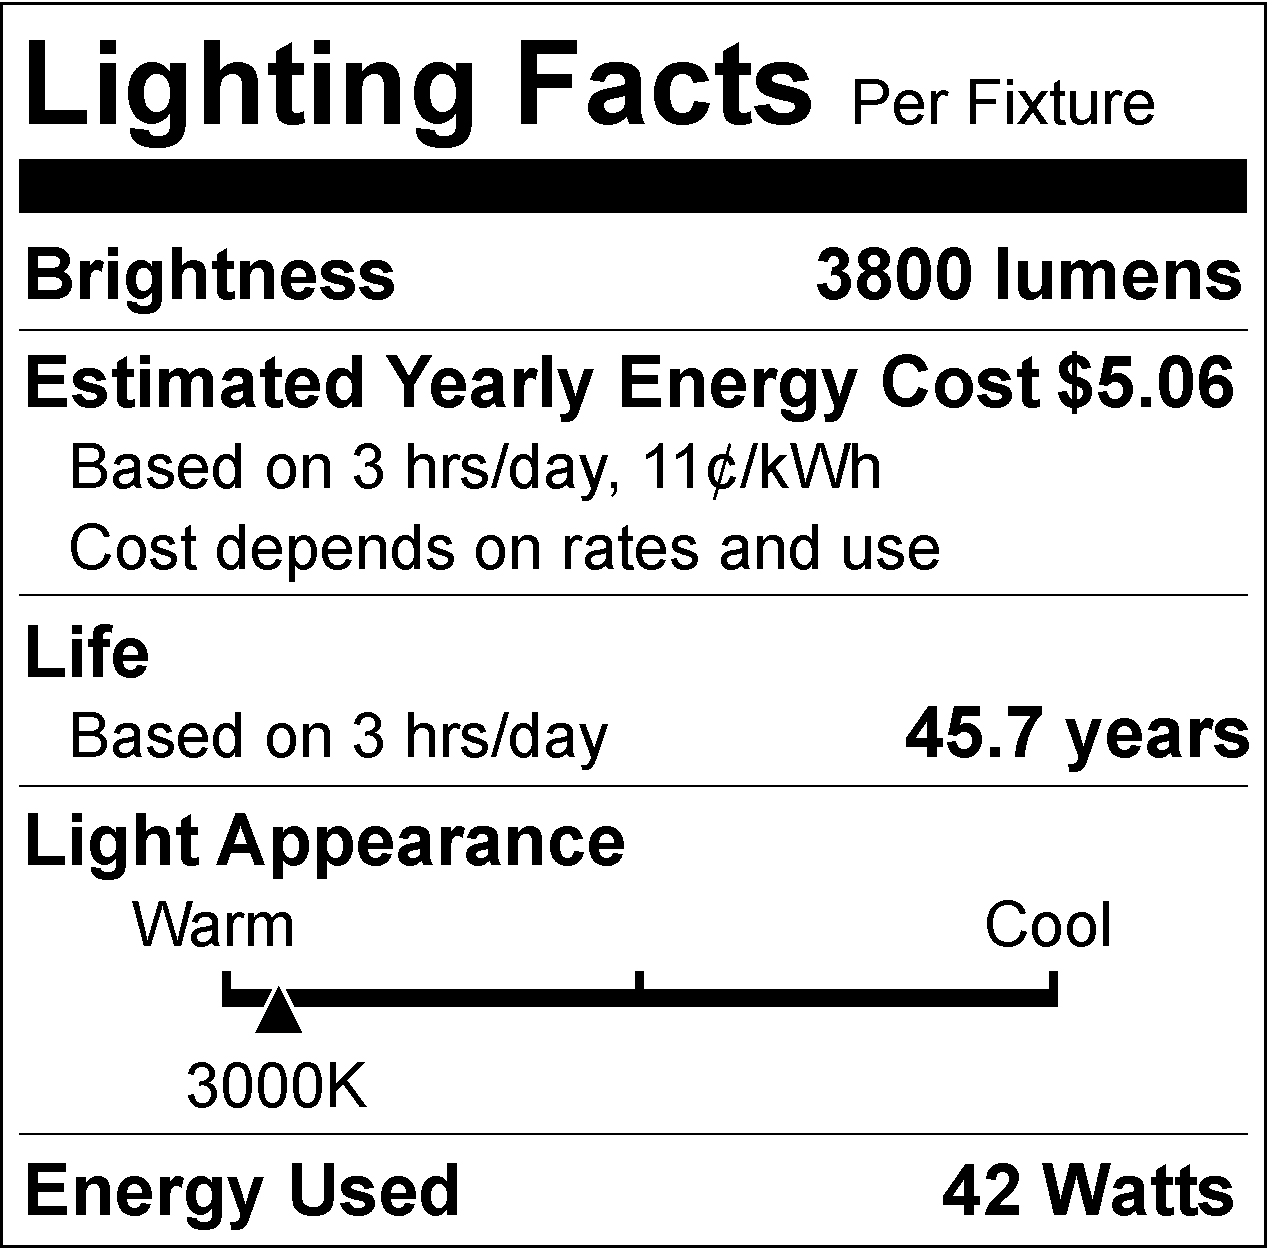 Lighting Facts Per Fixture
Brightness 3800 lumens
Estimated Yearly Energy Cost $5.06
Based on 3 hrs/day, 11¢/kWh
Cost depends on rates and use
Life
Based on 3 hrs/day 45.7 years
Light Appearance
Warm Cool
3000K
Energy Used 42 Watts